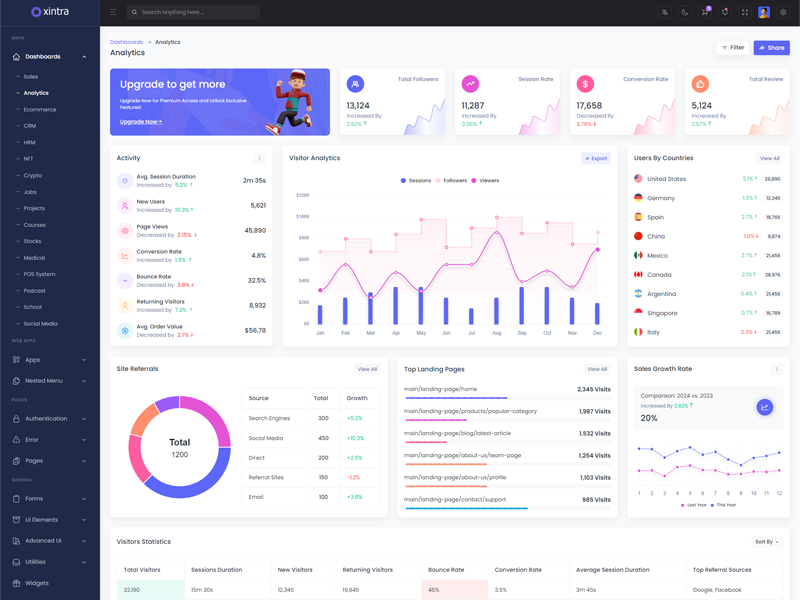 xintra
Search anything here ...
5
MAIN
Dashboards
Sales
Analytics
Ecommerce
CRM
HRM
NFT
Crypto
Jobs
Projects
Courses
Stocks
Medical
POS System
Podcast
School
Social Media
WEB APPS
Apps
Nested Menu
PAGES
Authentication
Error
Pages
GENERAL
Forms
UI Elements
Advanced UI
Utilities
Widgets
Dashboards → Analytics
Analytics
Filter
Share
Upgrade to get more
Upgrade Now for Premium Access and Unlock Exclusive
Features!
Upgrade Now
Total Followers
13,124
Increased By
2.62%
Session Rate
11,287
Increased By
0.56%
Conversion Rate
17,658
Decreased By
3.76%
Total Review
5,124
Increased By
2.57%
Activity
Avg. Session Duration
Increased by 5.2%
2m 35s
New Users
Increased by 10.3%
5,621
Page Views
Decreased by 2.15%
45,890
Conversion Rate
Increased by 1.5%
4.8%
Bounce Rate
Decreased by 3.8%
32.5%
Returning Visitors
Increased by 7.2%
8,932
Avg. Order Value
Decreased by 2.7%
$56.78
Visitor Analytics
Export
Sessions Followers Viewers
$1200
$1000
$800
$600
$400
$200
$0
Jan Feb Mar Apr May Jun Jul Aug Sep Oct Nov Dec
Users By Countries
View All
United States 5.1% 26,890
Germany 1.3% 12,345
Spain 2.7% 18,765
China 1.0% 9,874
Mexico 2.7% 21,456
Canada 2.1% 28,976
Argentina 5.4% 21,456
Singapore 0.7% 16,789
Italy 0.3% 21,456
Site Referrals
View All
Total
1200
Source Total Growth
Search Engines 300 +5.2%
Social Media 450 +10.3%
Direct 200 +2.5%
Referral Sites 150 -1.2%
Email 100 +3.8%
Top Landing Pages
View All
main/landing-page/home 2,345 Visits
main/landing-page/products/popular-category 1,987 Visits
main/landing-page/blog/latest-article 1,532 Visits
main/landing-page/about-us/team-page 1,254 Visits
main/landing-page/about-us/profile 1,103 Visits
main/landing-page/contact/support 985 Visits
Sales Growth Rate
Comparison: 2024 vs. 2023
Increased By 2.62%
20%
1 2 3 4 5 6 7 8 9 10 11 12
Last Year This Year
Visitors Statistics
Sort By
Total Visitors Sessions Duration New Visitors Returning Visitors Bounce Rate Conversion Rate Average Session Duration Top Referral Sources
32,190 15m 30s 12,345 19,845 45% 3.5% 3m 45s Google, Facebook